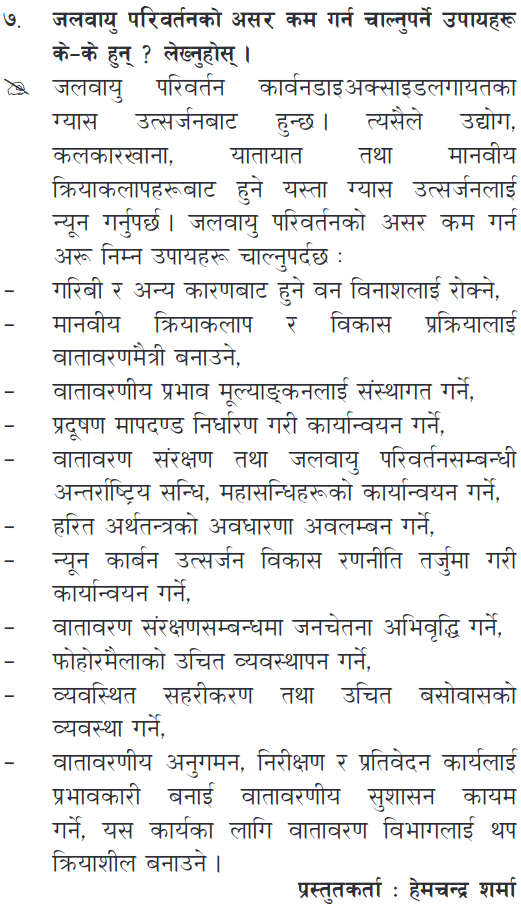 ७. जलवायु परिवर्तनको असर कम गर्न चाल्नुपर्ने उपायहरू
के-के हुन् ? लेख्नुहोस् ।
जलवायु परिवर्तन कार्वनडाइअक्साइडलगायतका
ग्यास उत्सर्जनबाट हुन्छ । त्यसैले उद्योग,
कलकारखाना, यातायात तथा मानवीय
क्रियाकलापहरूबाट हुने यस्ता ग्यास उत्सर्जनलाई
न्यून गर्नुपर्छ । जलवायु परिवर्तनको असर कम गर्न
अरू निम्न उपायहरू चाल्नुपर्दछ :
– गरिबी र अन्य कारणबाट हुने वन विनाशलाई रोक्ने,
– मानवीय क्रियाकलाप र विकास प्रक्रियालाई
वातावरणमैत्री बनाउने,
– वातावरणीय प्रभाव मूल्याङ्कनलाई संस्थागत गर्ने,
– प्रदूषण मापदण्ड निर्धारण गरी कार्यान्वयन गर्ने,
– वातावरण संरक्षण तथा जलवायु परिवर्तनसम्बन्धी
अन्तर्राष्ट्रिय सन्धि, महासन्धिहरूको कार्यान्वयन गर्ने,
– हरित अर्थतन्त्रको अवधारणा अवलम्बन गर्ने,
– न्यून कार्बन उत्सर्जन विकास रणनीति तर्जुमा गरी
कार्यान्वयन गर्ने,
– वातावरण संरक्षणसम्बन्धमा जनचेतना अभिवृद्धि गर्ने,
– फोहोरमैलाको उचित व्यवस्थापन गर्ने,
– व्यवस्थित सहरीकरण तथा उचित बसोवासको
व्यवस्था गर्ने,
– वातावरणीय अनुगमन, निरीक्षण र प्रतिवेदन कार्यलाई
प्रभावकारी बनाई वातावरणीय सुशासन कायम
गर्ने, यस कार्यका लागि वातावरण विभागलाई थप
क्रियाशील बनाउने ।
प्रस्तुतकर्ता : हेमचन्द्र शर्मा